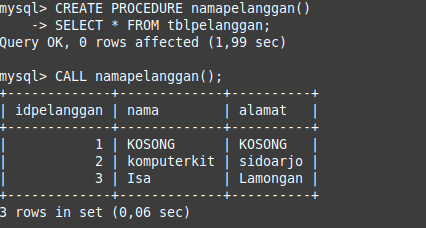 mysql> CREATE PROCEDURE namapelanggan()
    -> SELECT * FROM tblpelanggan;
Query OK, 0 rows affected (1,99 sec)

mysql> CALL namapelanggan();
+-------------+-------------+----------+
| idpelanggan | nama        | alamat   |
+-------------+-------------+----------+
|           1 | KOSONG      | KOSONG   |
|           2 | komputerkit | sidoarjo |
|           3 | Isa         | Lamongan |
+-------------+-------------+----------+
3 rows in set (0,06 sec)